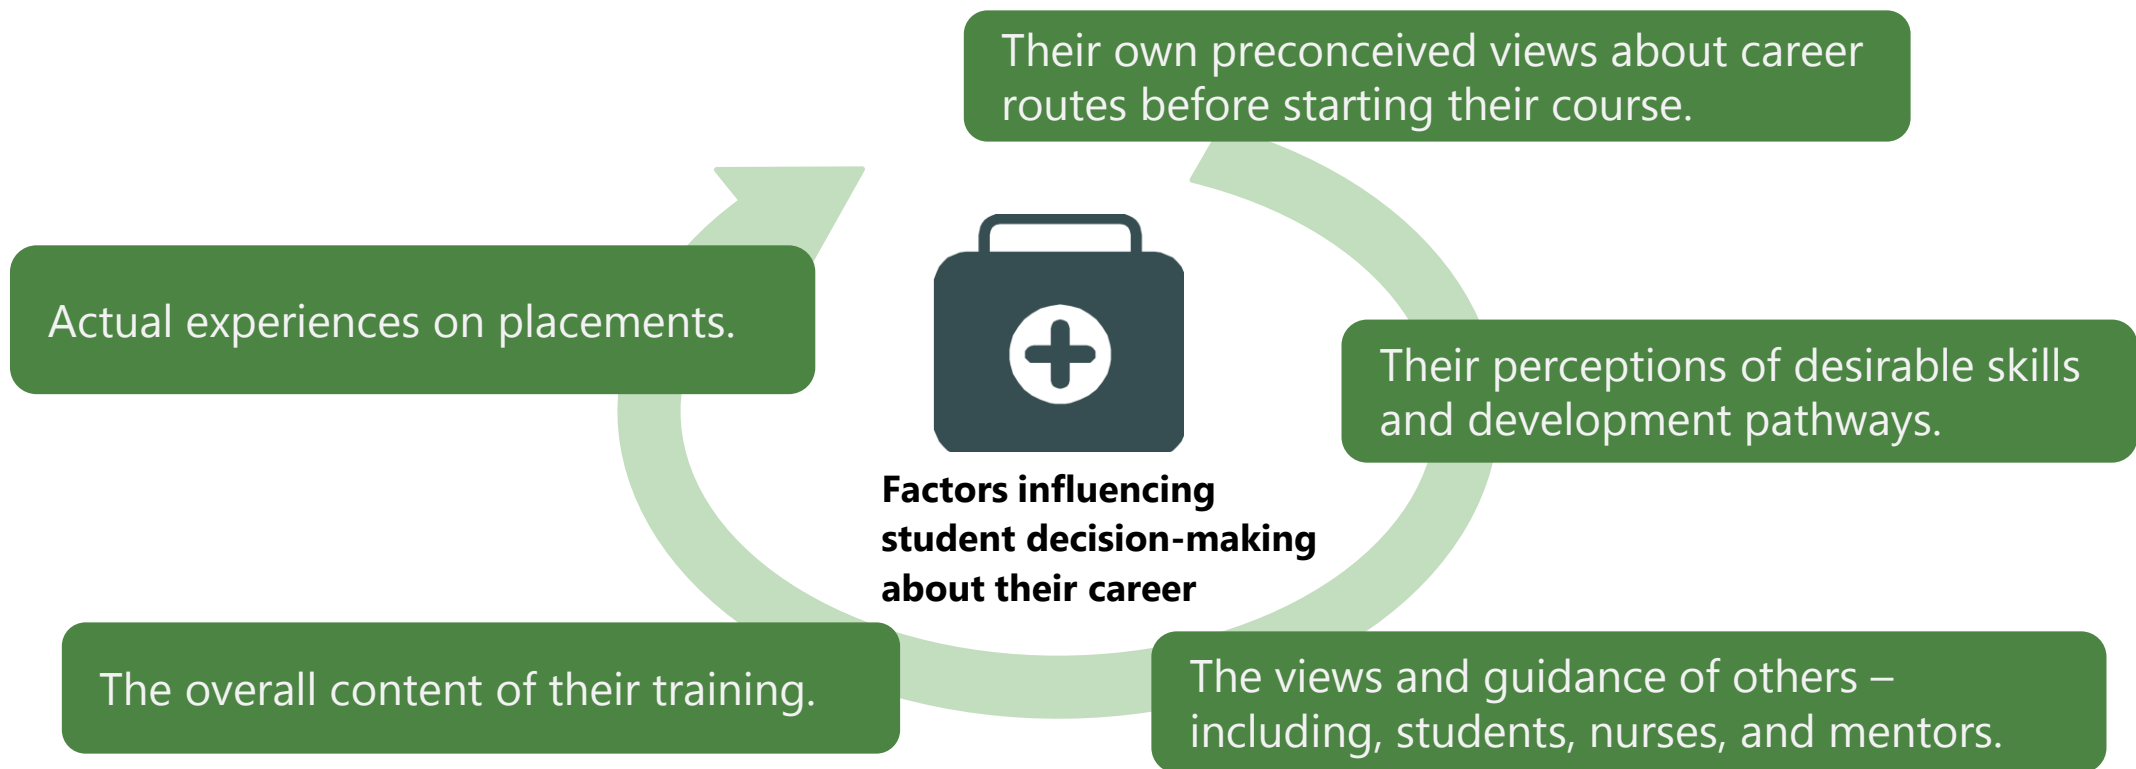 Their own preconceived views about career
routes before starting their course.
Their perceptions of desirable skills
and development pathways.
The views and guidance of others –
including, students, nurses, and mentors.
The overall content of their training.
Actual experiences on placements.
Factors influencing
student decision-making
about their career